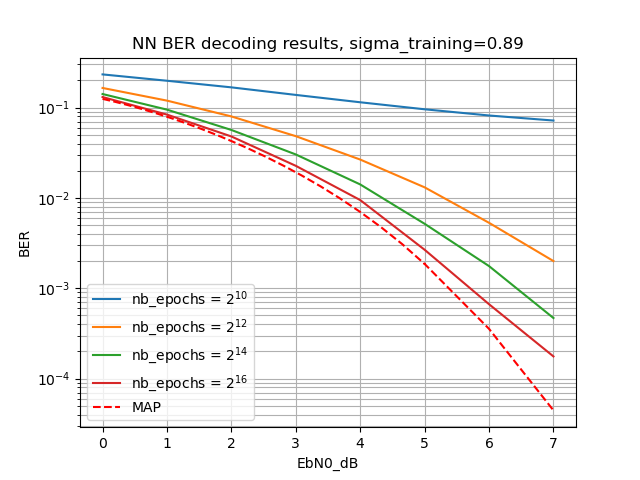 NN BER decoding results, sigma_training=0.89
BER
10⁻¹
10⁻²
10⁻³
10⁻⁴
nb_epochs = 2¹⁰
nb_epochs = 2¹²
nb_epochs = 2¹⁴
nb_epochs = 2¹⁶
MAP
0 1 2 3 4 5 6 7
EbN0_dB